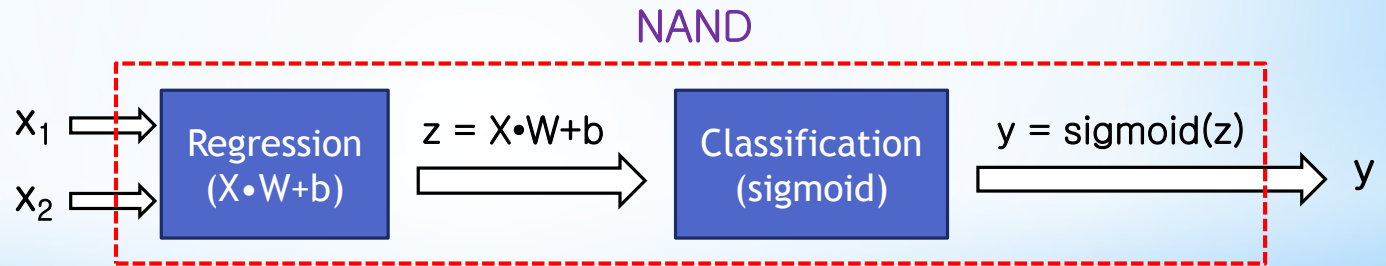 NAND
x₁
x₂
Regression
(X•W+b)
z = X•W+b
Classification
(sigmoid)
y = sigmoid(z)
y